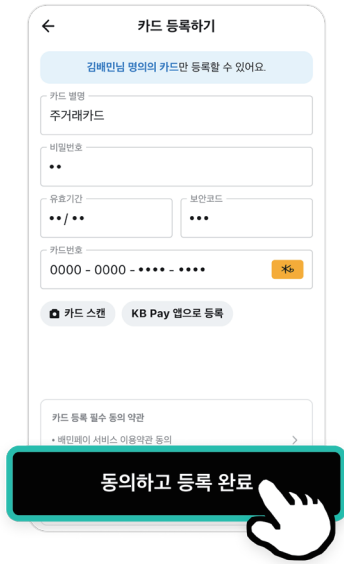 카드 등록하기
김배민님 명의의 카드만 등록할 수 있어요.
카드 별명
주거래카드
비밀번호
••
유효기간
••/••
보안코드
•••
카드번호
0000 - 0000 - •••• - ••••
카드 스캔
KB Pay 앱으로 등록
카드 등록 필수 동의 약관
• 배민페이 서비스 이용약관 동의
동의하고 등록 완료